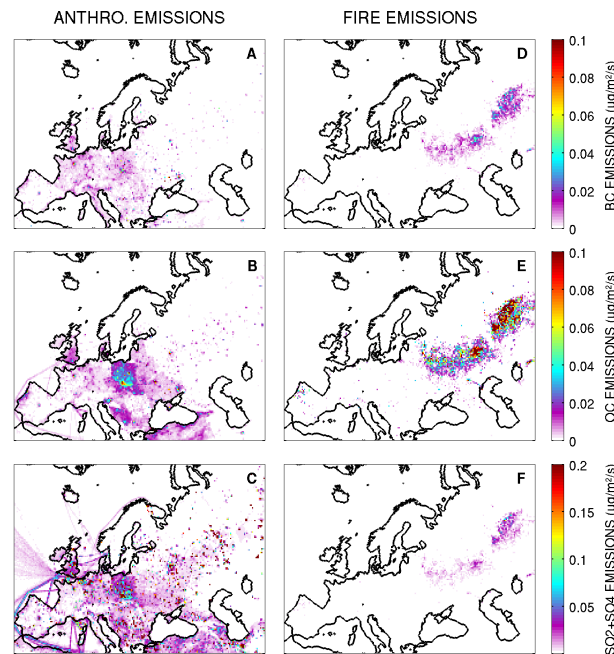 ANTHRO. EMISSIONS
FIRE EMISSIONS
A
D
0.1
0.08
0.06
0.04
0.02
0
BC EMISSIONS (µg/m²/s)
B
E
0.1
0.08
0.06
0.04
0.02
0
OC EMISSIONS (µg/m²/s)
C
F
0.2
0.15
0.1
0.05
SO2+SO4 EMISSIONS (µg/m²/s)